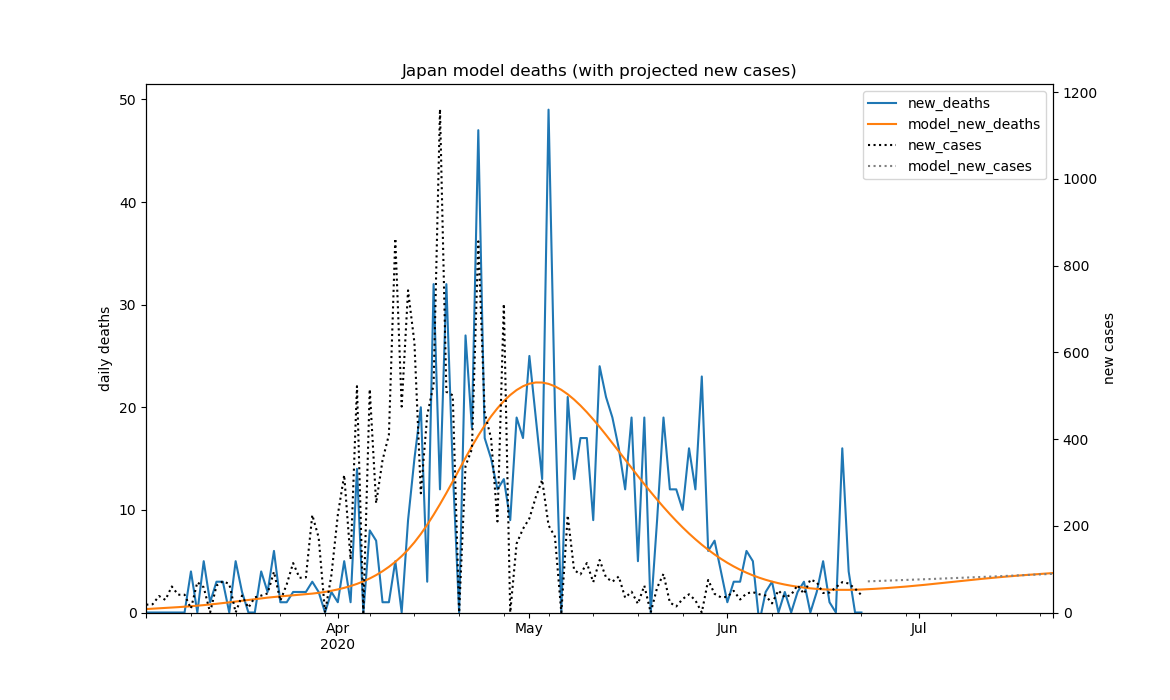 Japan model deaths (with projected new cases)
new_deaths
model_new_deaths
new_cases
model_new_cases
50
40
30
20
10
0
daily deaths
1200
1000
800
600
400
200
0
new cases
Apr
2020
May
Jun
Jul